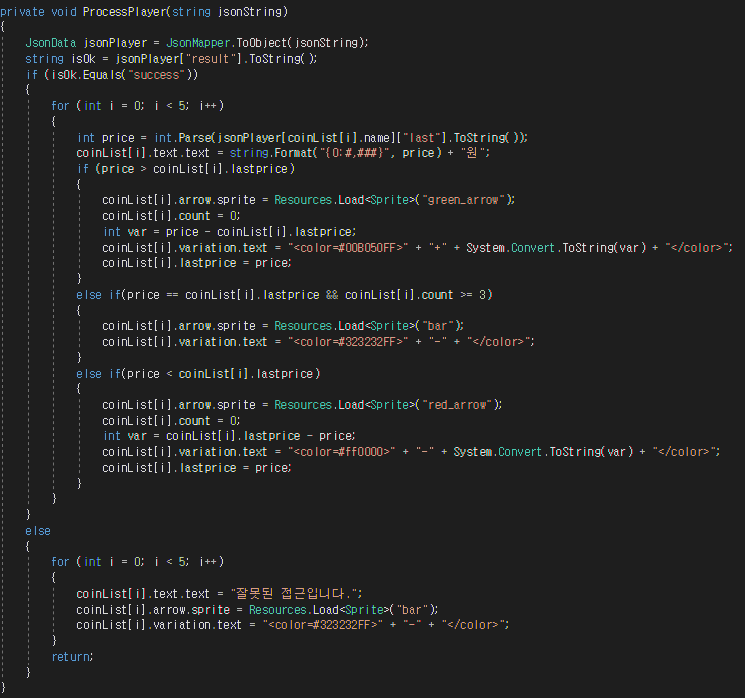 private void ProcessPlayer(string jsonString)
{
    JsonData jsonPlayer = JsonMapper.ToObject(jsonString);
    string isOk = jsonPlayer["result"].ToString();
    if (isOk.Equals("success"))
    {
        for (int i = 0; i < 5; i++)
        {
            int price = int.Parse(jsonPlayer[coinList[i].name]["last"].ToString());
            coinList[i].text.text = string.Format("{0:#,###}", price) + "원";
            if (price > coinList[i].lastprice)
            {
                coinList[i].arrow.sprite = Resources.Load<Sprite>("green_arrow");
                coinList[i].count = 0;
                int var = price - coinList[i].lastprice;
                coinList[i].variation.text = "<color=#00B050FF>" + "+" + System.Convert.ToString(var) + "</color>";
                coinList[i].lastprice = price;
            }
            else if(price == coinList[i].lastprice && coinList[i].count >= 3)
            {
                coinList[i].arrow.sprite = Resources.Load<Sprite>("bar");
                coinList[i].variation.text = "<color=#323232FF>" + "-" + "</color>";
            }
            else if(price < coinList[i].lastprice)
            {
                coinList[i].arrow.sprite = Resources.Load<Sprite>("red_arrow");
                coinList[i].count = 0;
                int var = coinList[i].lastprice - price;
                coinList[i].variation.text = "<color=#ff0000>" + "-" + System.Convert.ToString(var) + "</color>";
                coinList[i].lastprice = price;
            }
        }
    }
    else
    {
        for (int i = 0; i < 5; i++)
        {
            coinList[i].text.text = "잘못된 접근입니다.";
            coinList[i].arrow.sprite = Resources.Load<Sprite>("bar");
            coinList[i].variation.text = "<color=#323232FF>" + "-" + "</color>";
        }
        return;
    }
}